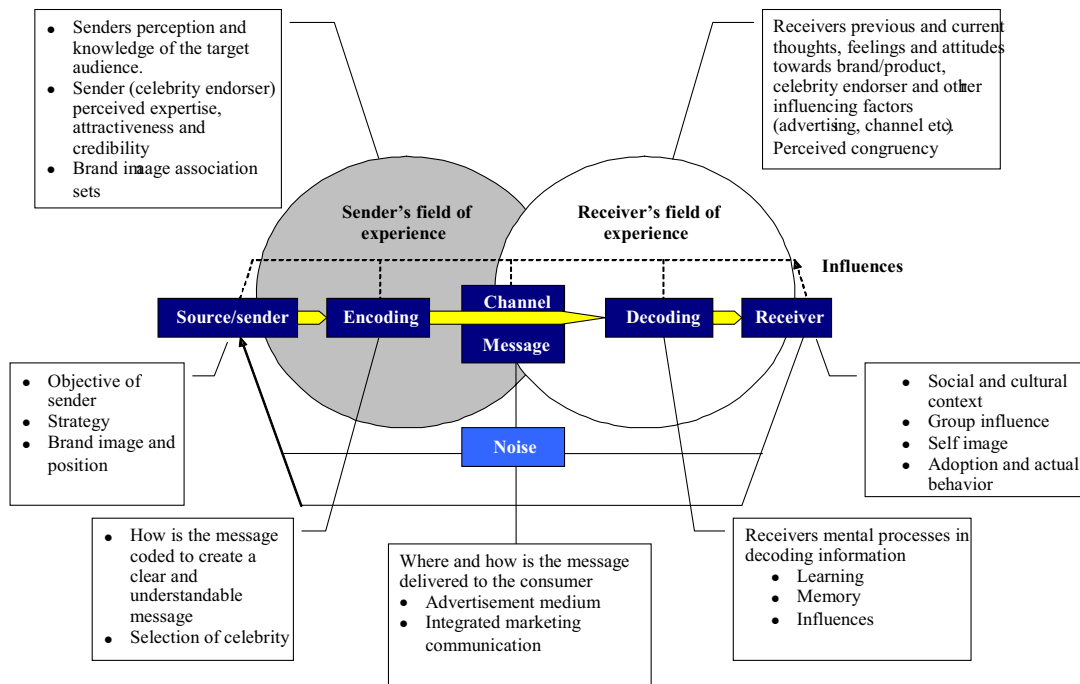 ● Senders perception and
knowledge of the target
audience.
● Sender (celebrity endorser)
perceived expertise,
attractiveness and
credibility
● Brand image association
sets
Receivers previous and current
thoughts, feelings and attitudes
towards brand/product,
celebrity endorser and other
influencing factors
(advertising, channel etc).
Perceived congruency
Sender's field of
experience
Receiver's field of
experience
Influences
Source/sender
Encoding
Channel
Message
Decoding
Receiver
● Objective of
sender
● Strategy
● Brand image and
position
Noise
● Social and cultural
context
● Group influence
● Self image
● Adoption and actual
behavior
● How is the message
coded to create a
clear and
understandable
message
● Selection of celebrity
Where and how is the message
delivered to the consumer
● Advertisement medium
● Integrated marketing
communication
Receivers mental processes in
decoding information
● Learning
● Memory
● Influences